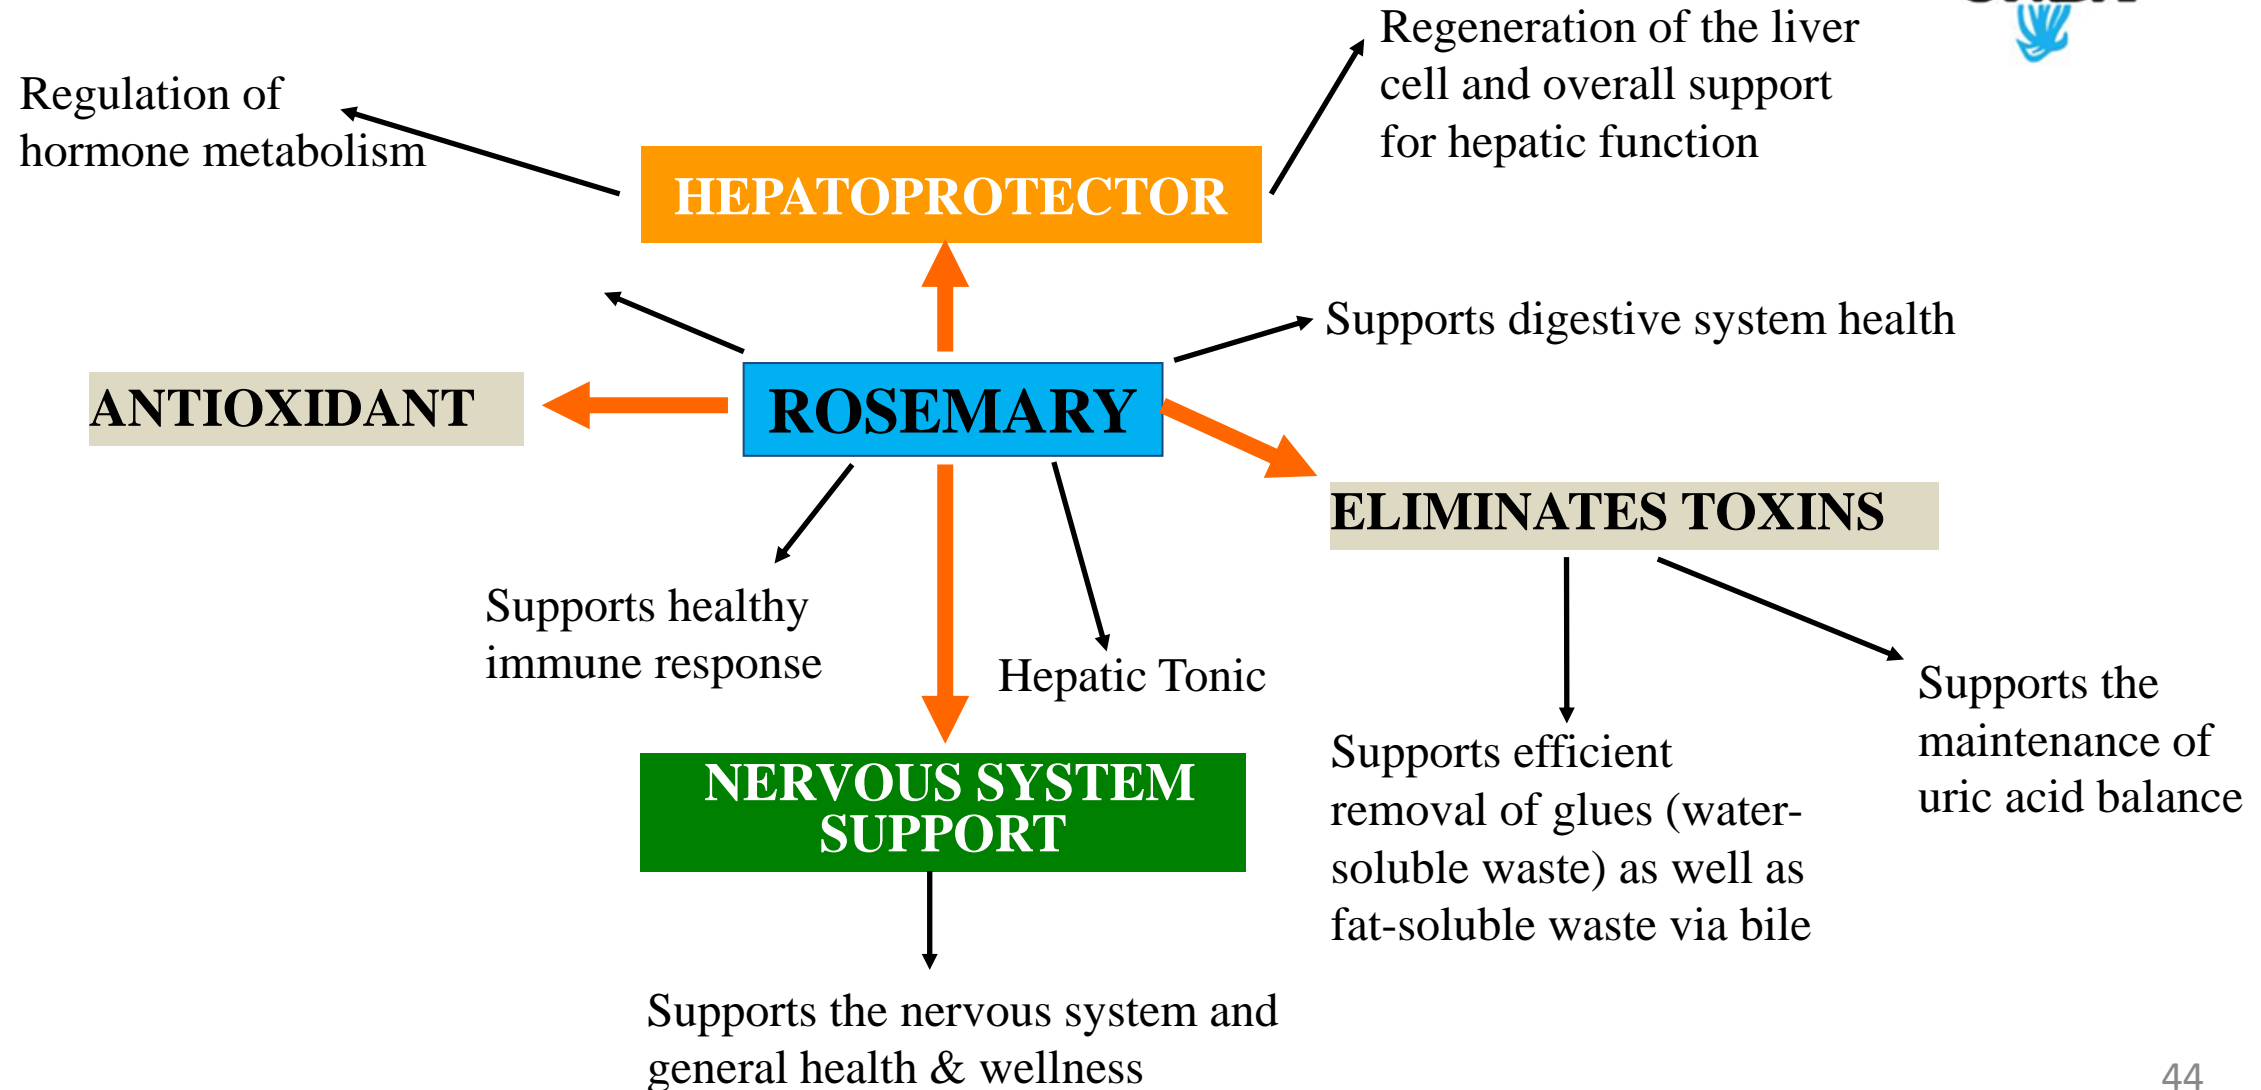 Regeneration of the liver
cell and overall support
for hepatic function
Regulation of
hormone metabolism
HEPATOPROTECTOR
Supports digestive system health
ANTIOXIDANT
ROSEMARY
ELIMINATES TOXINS
Supports healthy
immune response
Hepatic Tonic
Supports the
maintenance of
uric acid balance
Supports efficient
removal of glues (water-
soluble waste) as well as
fat-soluble waste via bile
NERVOUS SYSTEM
SUPPORT
Supports the nervous system and
general health & wellness
44